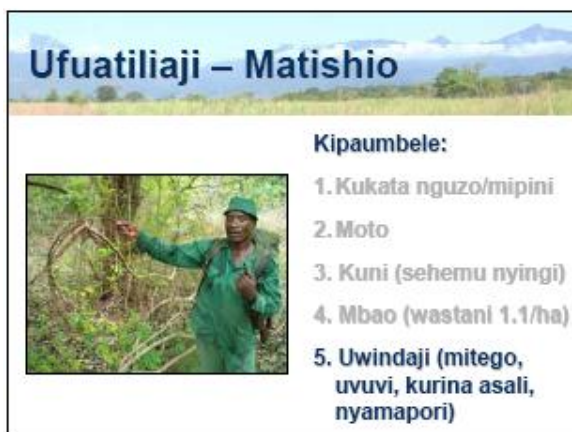 Ufuatiliaji – Matishio
Kipaumbele:
1. Kukata nguzo/mipini
2. Moto
3. Kuni (sehemu nyingi)
4. Mbao (wastani 1.1/ha)
5. Uwindaji (mitego,
uvuvi, kurina asali,
nyamapori)